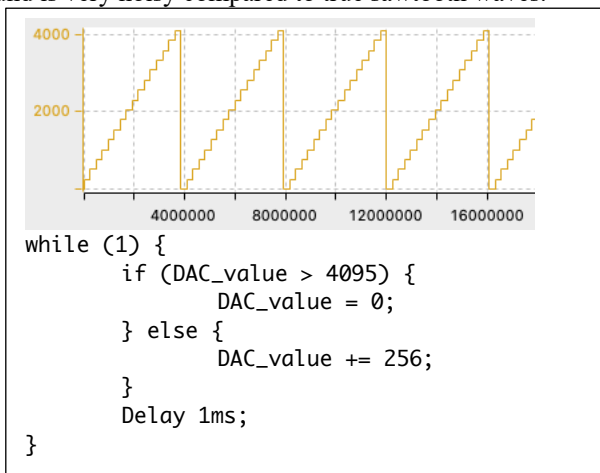 and is very noisy compared to true sawtooth waves.
4000
2000
4000000 8000000 12000000 16000000
while (1) {
if (DAC_value > 4095) {
DAC_value = 0;
} else {
DAC_value += 256;
}
Delay 1ms;
}